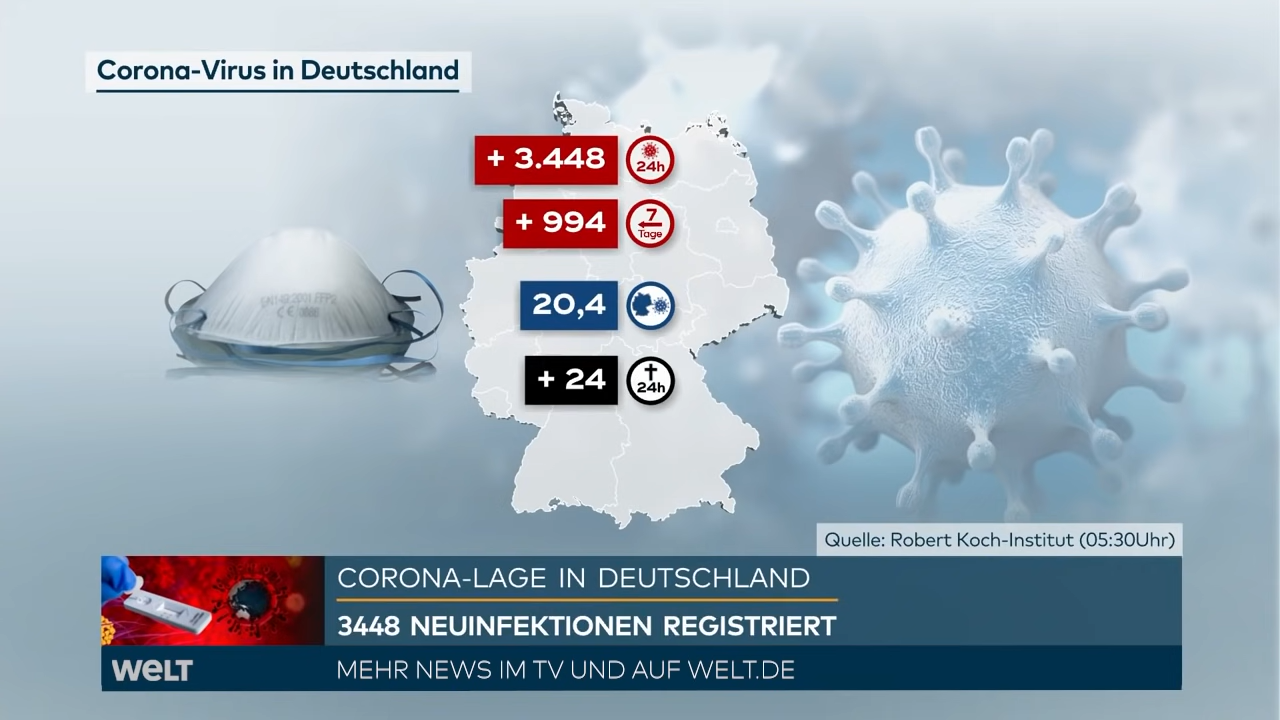 Corona-Virus in Deutschland
+ 3.448
24h
+ 994
7
Tage
20,4
+ 24
24h
Quelle: Robert Koch-Institut (05:30Uhr)
CORONA-LAGE IN DEUTSCHLAND
3448 NEUINFEKTIONEN REGISTRIERT
WELT
MEHR NEWS IM TV UND AUF WELT.DE